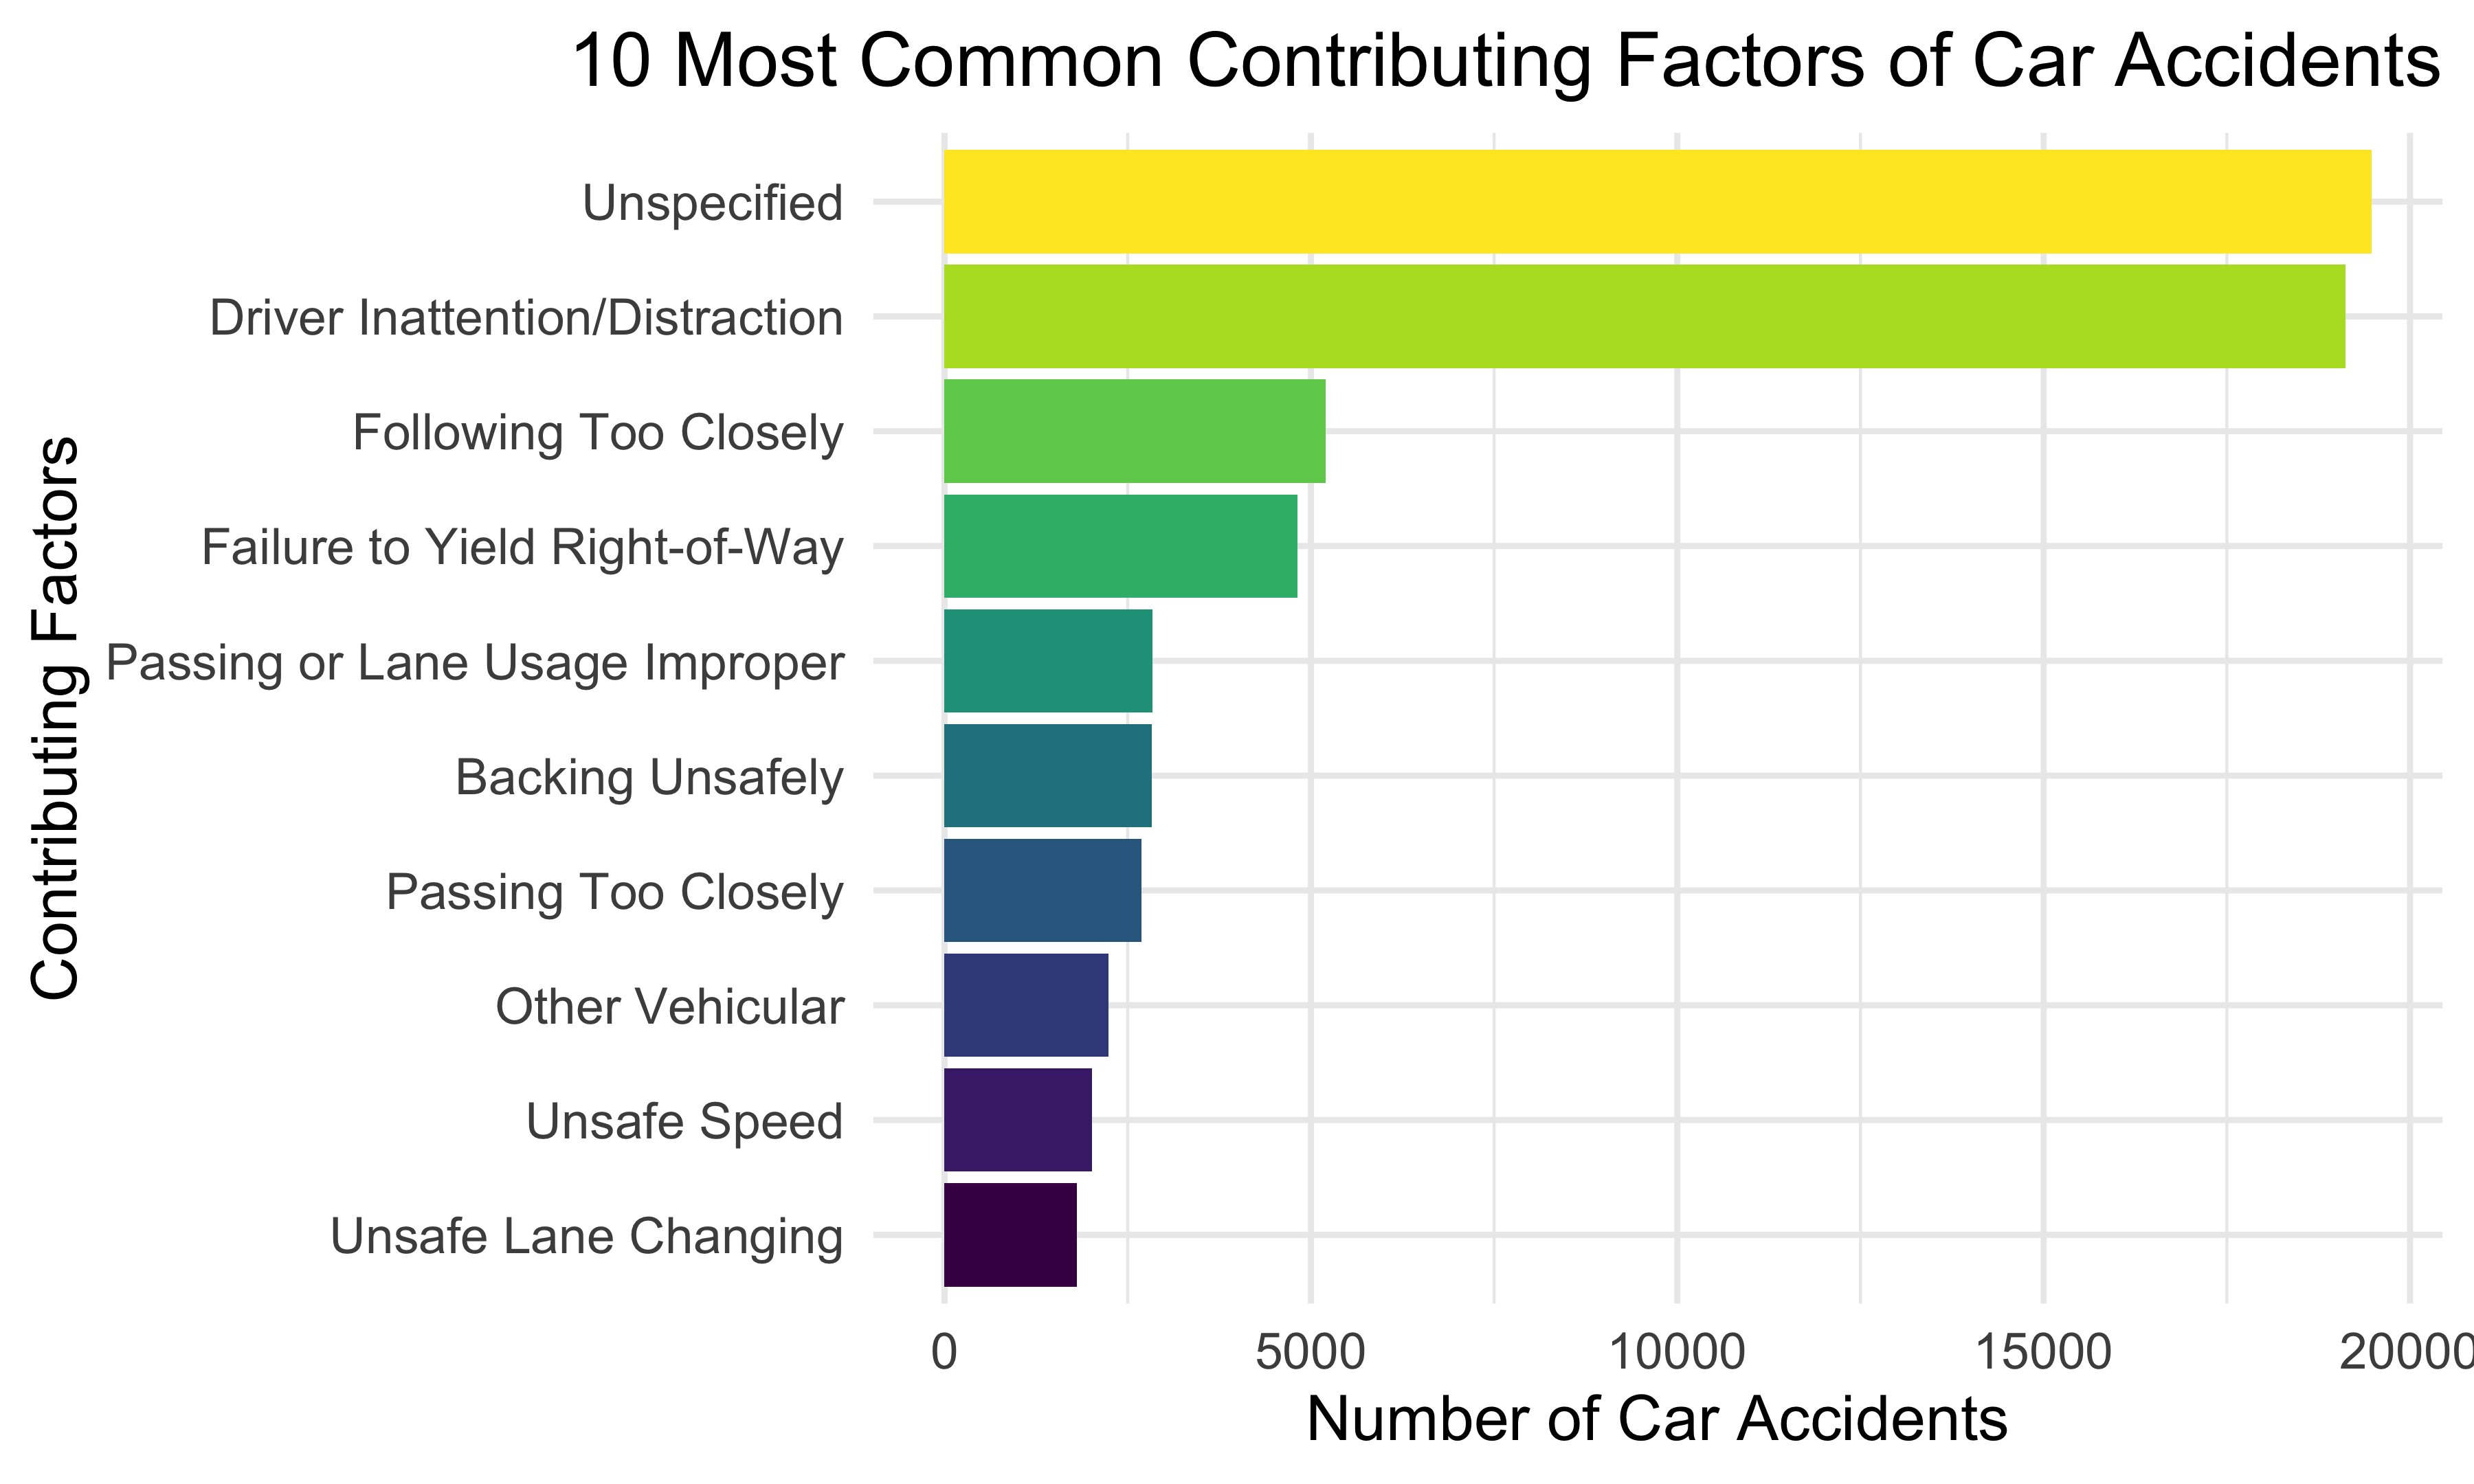 10 Most Common Contributing Factors of Car Accidents
Contributing Factors
Unspecified
Driver Inattention/Distraction
Following Too Closely
Failure to Yield Right-of-Way
Passing or Lane Usage Improper
Backing Unsafely
Passing Too Closely
Other Vehicular
Unsafe Speed
Unsafe Lane Changing
0 5000 10000 15000 20000
Number of Car Accidents